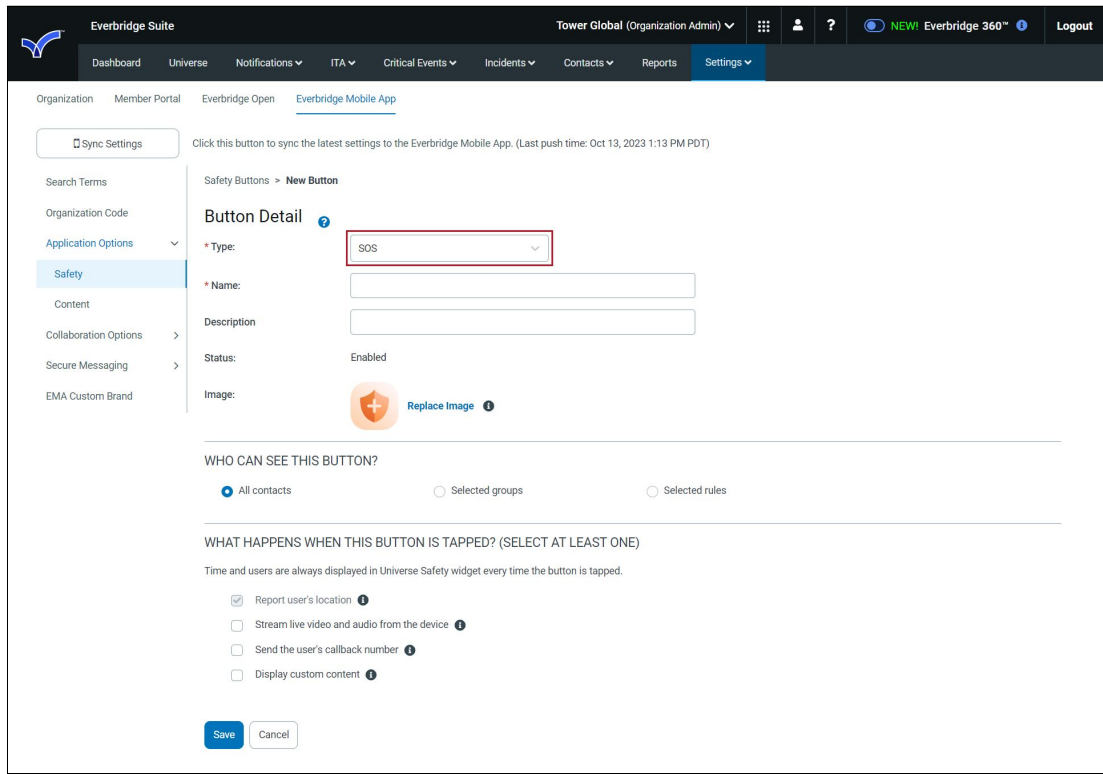 Everbridge Suite
Tower Global (Organization Admin)
? NEW! Everbridge 360™ i Logout
Dashboard Universe Notifications ITA Critical Events Incidents Contacts Reports Settings
Organization Member Portal Everbridge Open Everbridge Mobile App
Sync Settings Click this button to sync the latest settings to the Everbridge Mobile App. (Last push time: Oct 13, 2023 1:13 PM PDT)
Search Terms
Organization Code
Application Options
Safety
Content
Collaboration Options
Secure Messaging
EMA Custom Brand
Safety Buttons > New Button
Button Detail ?
* Type: SOS
* Name:
Description
Status: Enabled
Image: Replace Image i
WHO CAN SEE THIS BUTTON?
All contacts Selected groups Selected rules
WHAT HAPPENS WHEN THIS BUTTON IS TAPPED? (SELECT AT LEAST ONE)
Time and users are always displayed in Universe Safety widget every time the button is tapped.
Report user's location i
Stream live video and audio from the device i
Send the user's callback number i
Display custom content i
Save Cancel